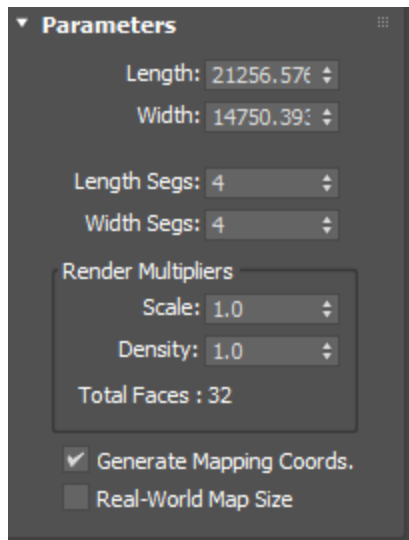 Parameters
Length: 21256.576
Width: 14750.393
Length Segs: 4
Width Segs: 4
Render Multipliers
Scale: 1.0
Density: 1.0
Total Faces : 32
Generate Mapping Coords.
Real-World Map Size